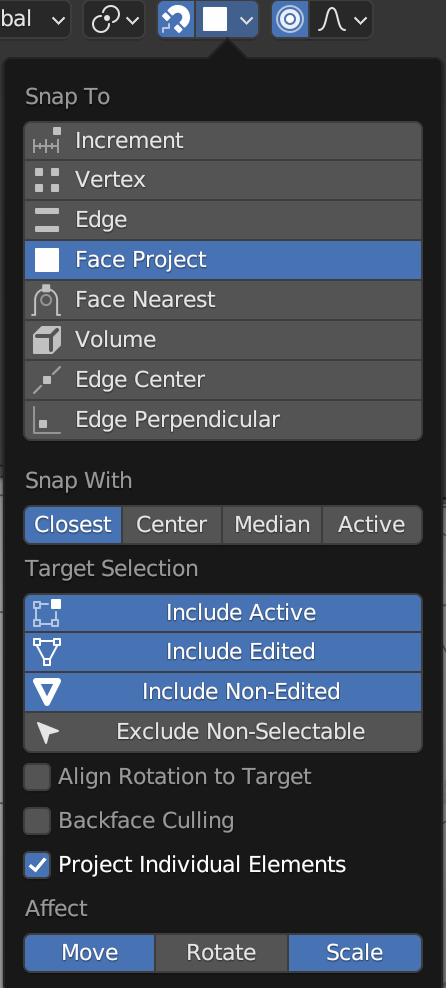 bal
Snap To
Increment
Vertex
Edge
Face Project
Face Nearest
Volume
Edge Center
Edge Perpendicular
Snap With
Closest Center Median Active
Target Selection
Include Active
Include Edited
Include Non-Edited
Exclude Non-Selectable
Align Rotation to Target
Backface Culling
Project Individual Elements
Affect
Move Rotate Scale